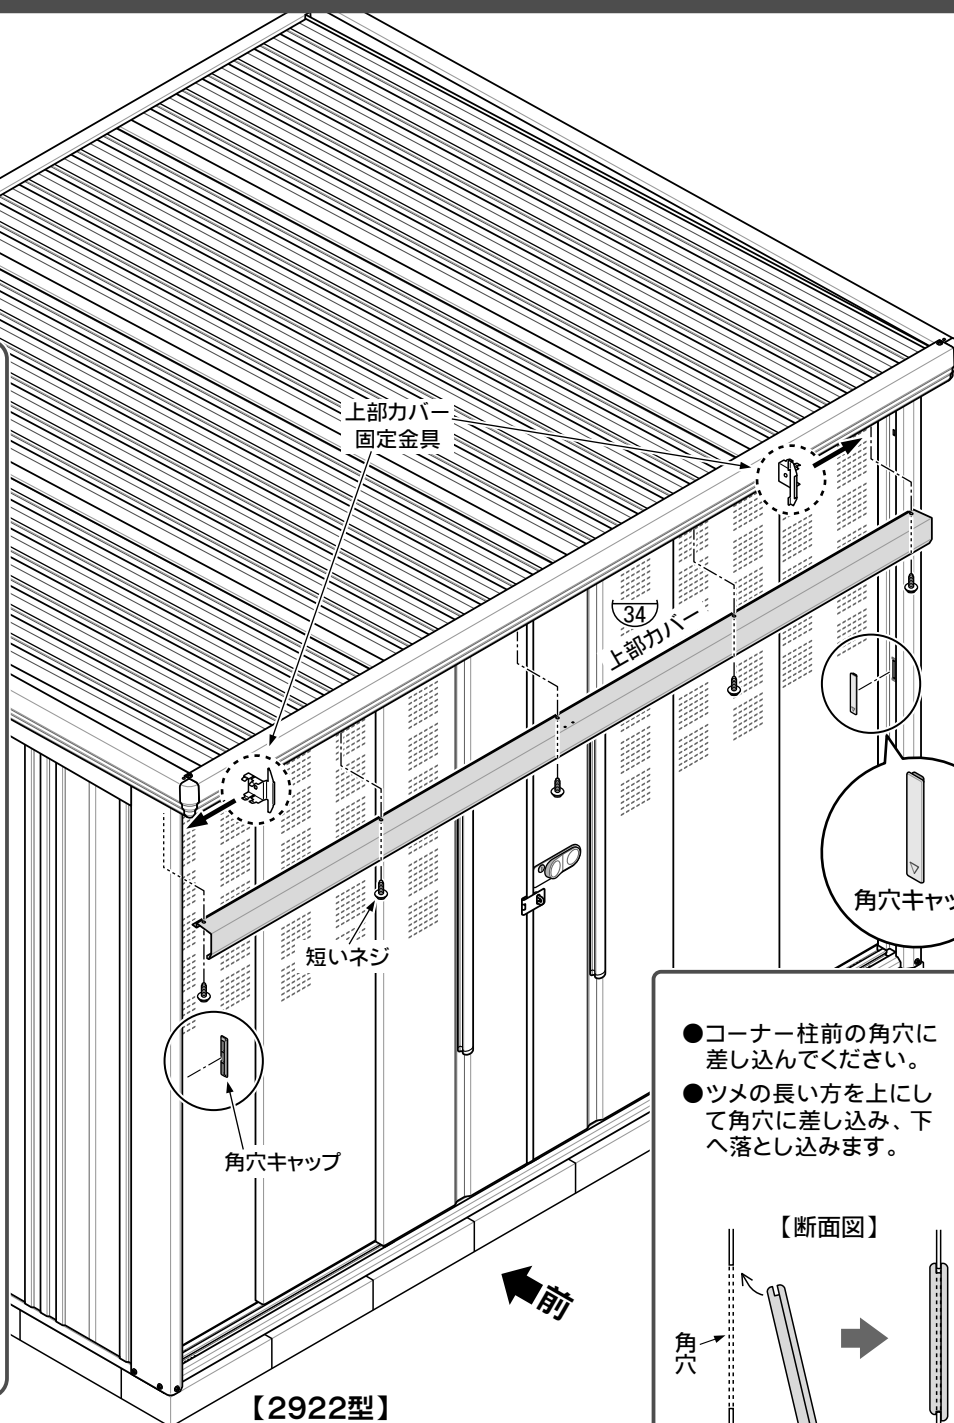 上部カバー
固定金具
34
上部カバー
短いネジ
角穴キャップ
角穴キャッ
●コーナー柱前の角穴に
差し込んでください。
●ツメの長い方を上にし
て角穴に差し込み、下
へ落とし込みます。
【断面図】
角穴
前
【2922型】